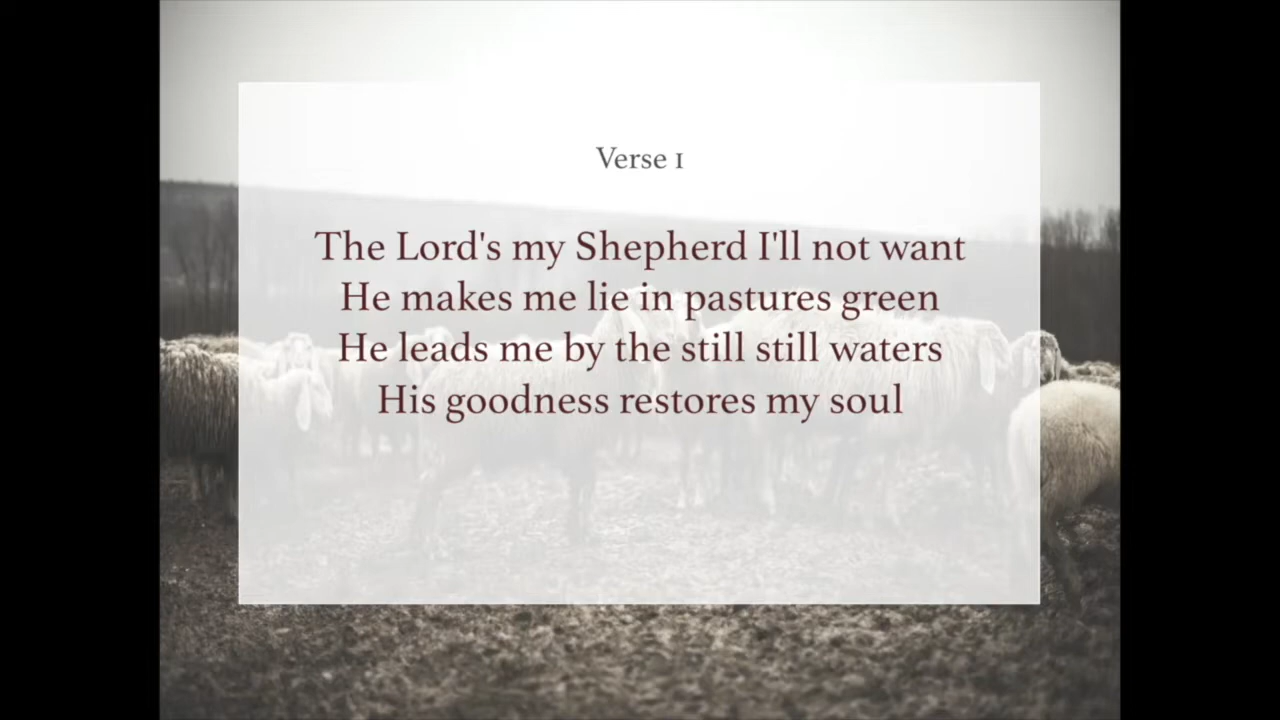 Verse 1
The Lord's my Shepherd I'll not want
He makes me lie in pastures green
He leads me by the still still waters
His goodness restores my soul